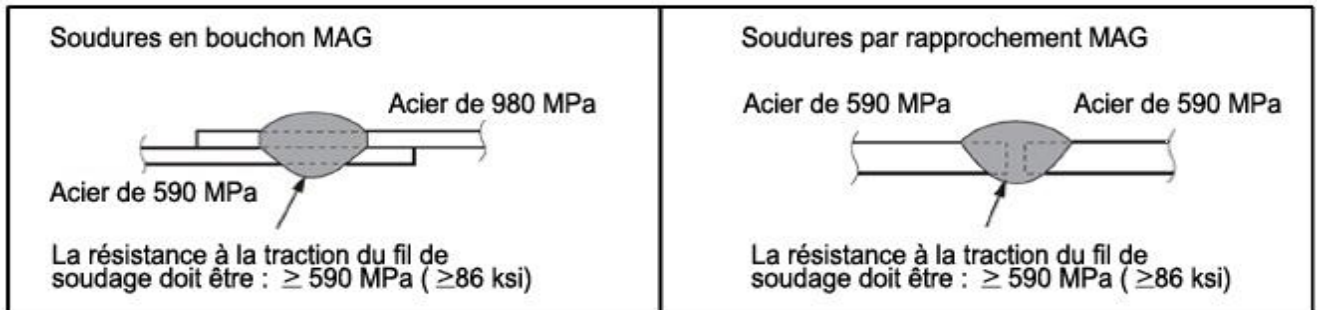 Soudures en bouchon MAG
Acier de 980 MPa
Acier de 590 MPa
La résistance à la traction du fil de
soudage doit être : ≥ 590 MPa ( ≥86 ksi)
Soudures par rapprochement MAG
Acier de 590 MPa
Acier de 590 MPa
La résistance à la traction du fil de
soudage doit être : ≥ 590 MPa ( ≥86 ksi)